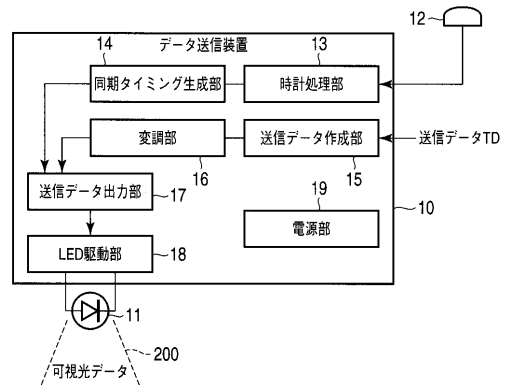 12
データ送信装置
14
13
同期タイミング生成部
時計処理部
変調部
送信データ作成部
送信データTD
16
15
送信データ出力部
17
19
10
電源部
LED駆動部
18
11
200
可視光データ